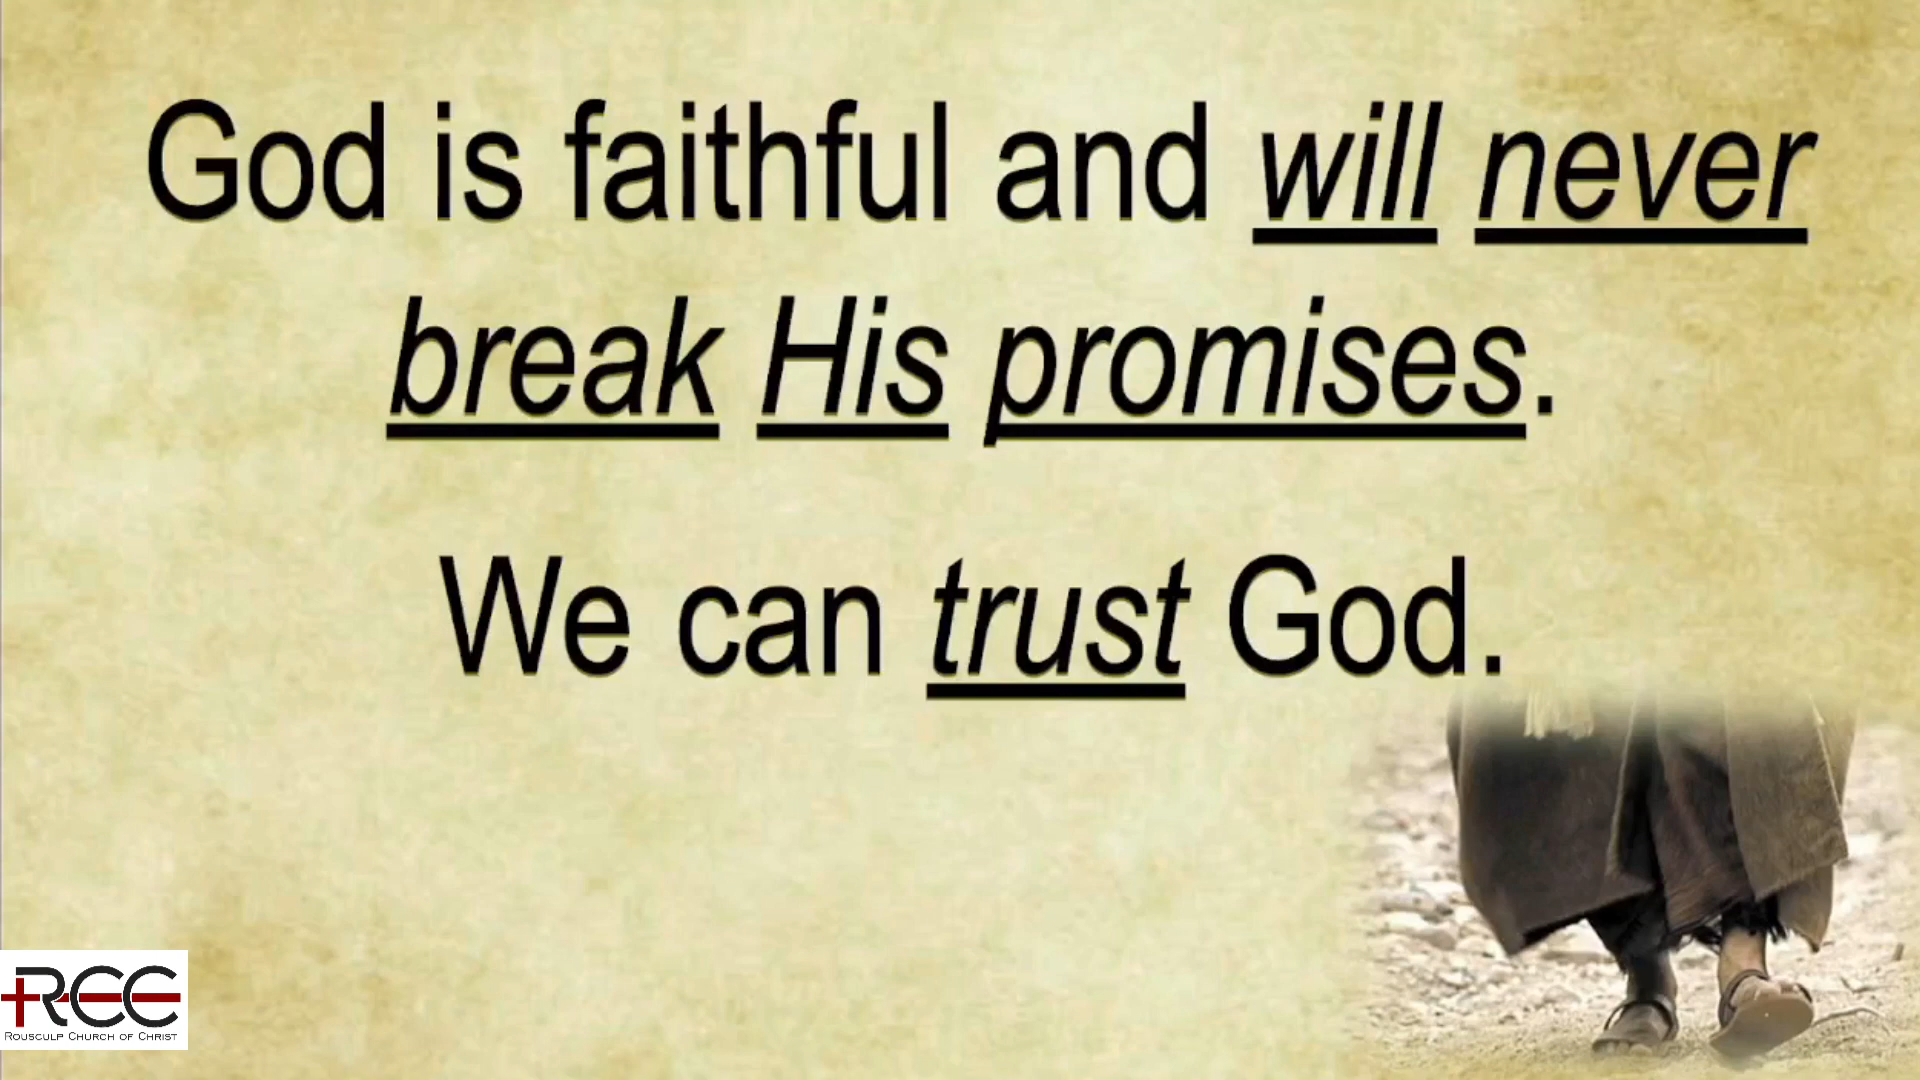 God is faithful and will never
break His promises.
We can trust God.
RCC
Rousculp Church of Christ